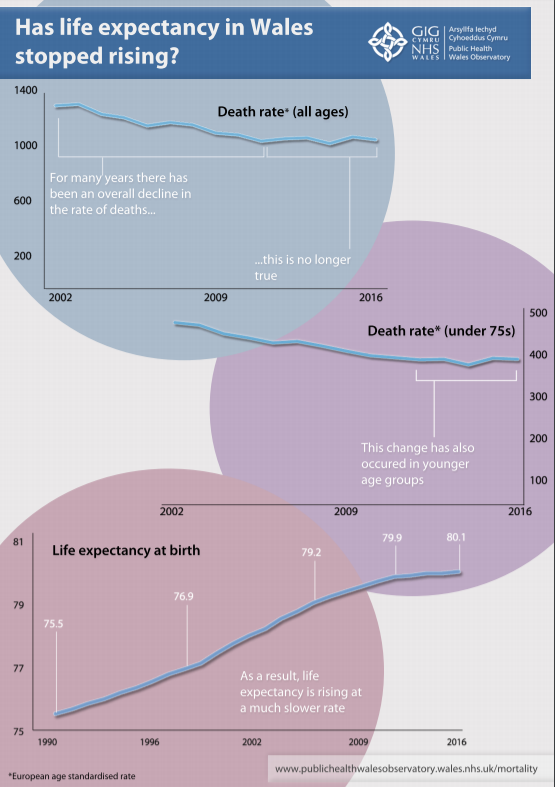 Has life expectancy in Wales
stopped rising?
GIG
CYMRU
NHS
WALES
Arsyllfa Iechyd
Cyhoeddus Cymru
Public Health
Wales Observatory
1400
1000
600
200
Death rate* (all ages)
For many years there has
been an overall decline in
the rate of deaths...
...this is no longer
true
2002 2009 2016
500
400
300
200
100
Death rate* (under 75s)
This change has also
occured in younger
age groups
2002 2009 2016
81
79
77
75
Life expectancy at birth
75.5
76.9
79.2
79.9
80.1
As a result, life
expectancy is rising at
a much slower rate
1990 1996 2002 2009 2016
www.publichealthwalesobservatory.wales.nhs.uk/mortality
*European age standardised rate